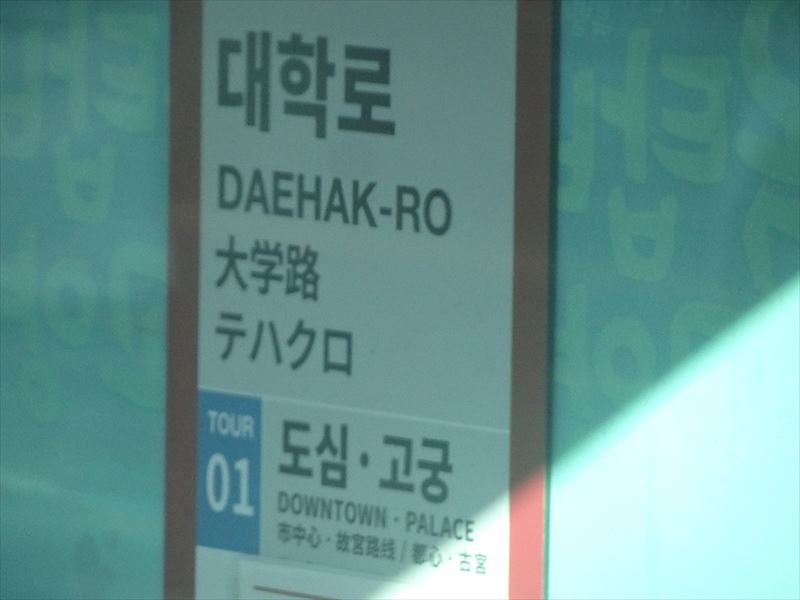 대학로
DAEHAK-RO
大学路
テハクロ
TOUR
01
도심·고궁
DOWNTOWN · PALACE
市中心 · 故宮路线 / 都心 · 古宮